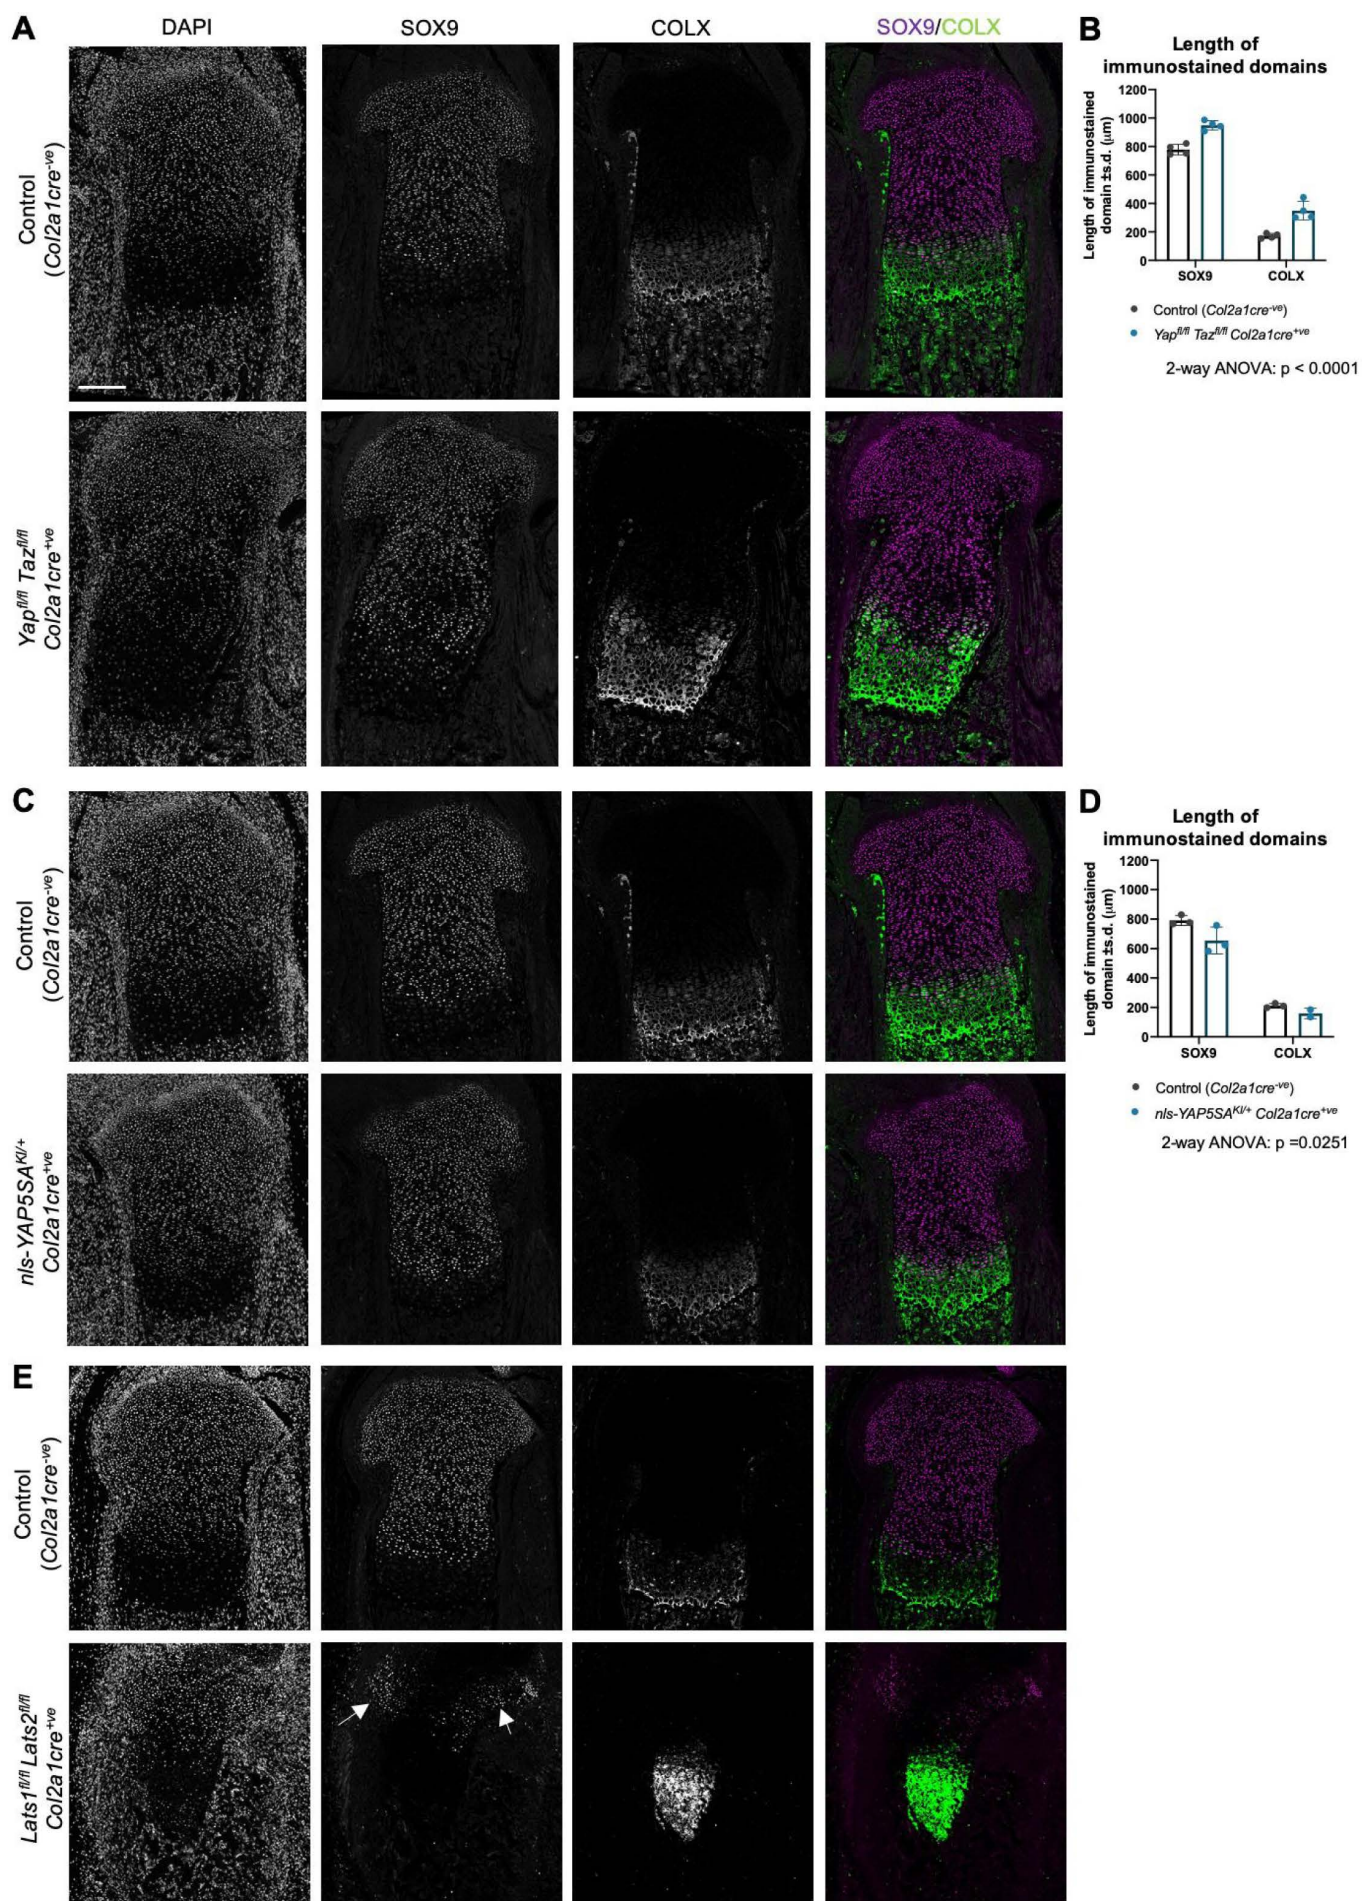 A
DAPI
SOX9
COLX
SOX9/COLX
Control
(Col2a1cre-ve)
Yapfl/fl Tazfl/fl
Col2a1cre+ve
B
Length of
immunostained domains
Length of immunostained
domain ±s.d. (μm)
1200
1000
800
600
400
200
0
SOX9
COLX
Control (Col2a1cre-ve)
Yapfl/fl Tazfl/fl Col2a1cre+ve
2-way ANOVA: p < 0.0001
C
Control
(Col2a1cre-ve)
nls-YAP5SAKI/+
Col2a1cre+ve
D
Length of
immunostained domains
Length of immunostained
domain ±s.d. (μm)
1200
1000
800
600
400
200
0
SOX9
COLX
Control (Col2a1cre-ve)
nls-YAP5SAKI/+ Col2a1cre+ve
2-way ANOVA: p =0.0251
E
Control
(Col2a1cre-ve)
Lats1fl/fl Lats2fl/fl
Col2a1cre+ve